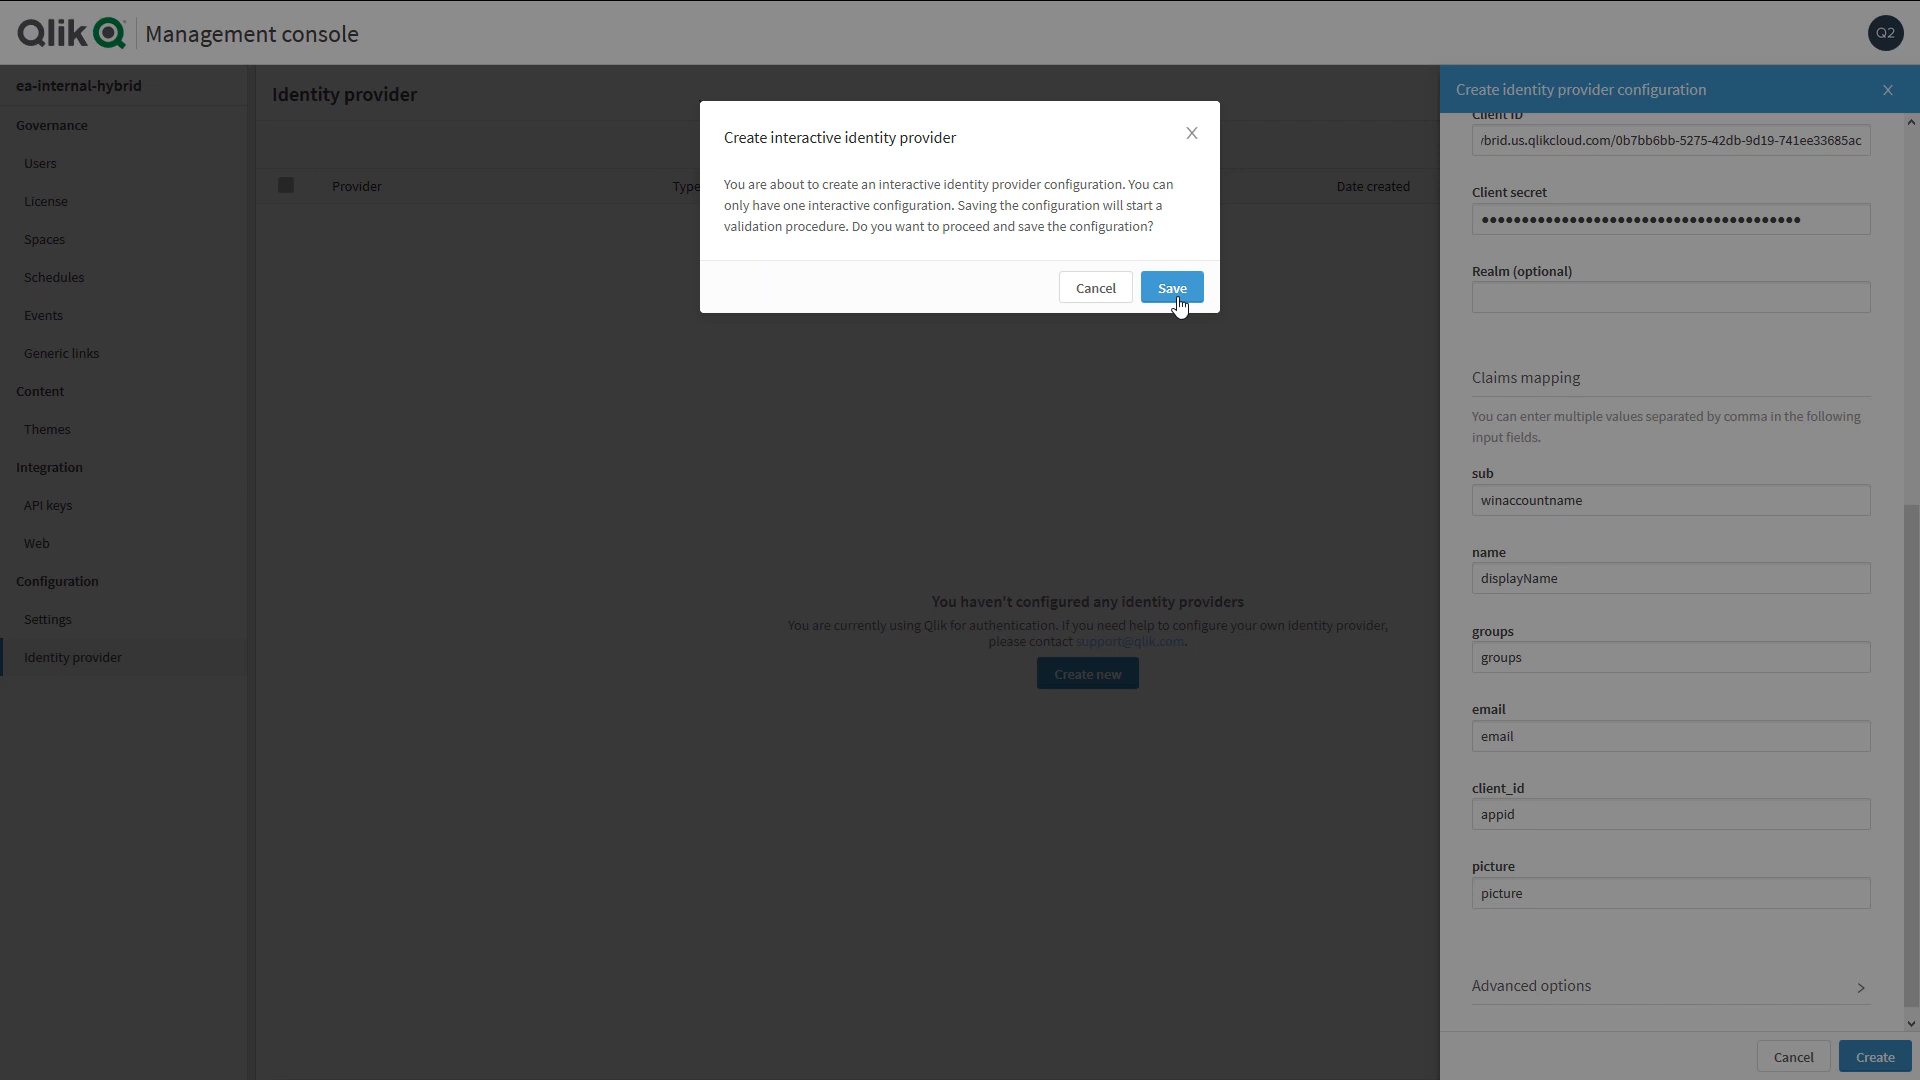 Qlik
Management console
Q2
ea-internal-hybrid
Governance
Users
License
Spaces
Schedules
Events
Generic links
Content
Themes
Integration
API keys
Web
Configuration
Settings
Identity provider
Identity provider
Provider
Type
Date created
You haven't configured any identity providers
You are currently using Qlik for authentication. If you need help to configure your own identity provider,
please contact support@qlik.com.
Create new
Create interactive identity provider
You are about to create an interactive identity provider configuration. You can
only have one interactive configuration. Saving the configuration will start a
validation procedure. Do you want to proceed and save the configuration?
Cancel
Save
Create identity provider configuration
Client ID
ybrid.us.qlikcloud.com/0b7bb6bb-5275-42db-9d19-741ee33685ac
Client secret
••••••••••••••••••••••••••••••••••••••••
Realm (optional)
Claims mapping
You can enter multiple values separated by comma in the following
input fields.
sub
winaccountname
name
displayName
groups
groups
email
email
client_id
appid
picture
picture
Advanced options
Cancel
Create